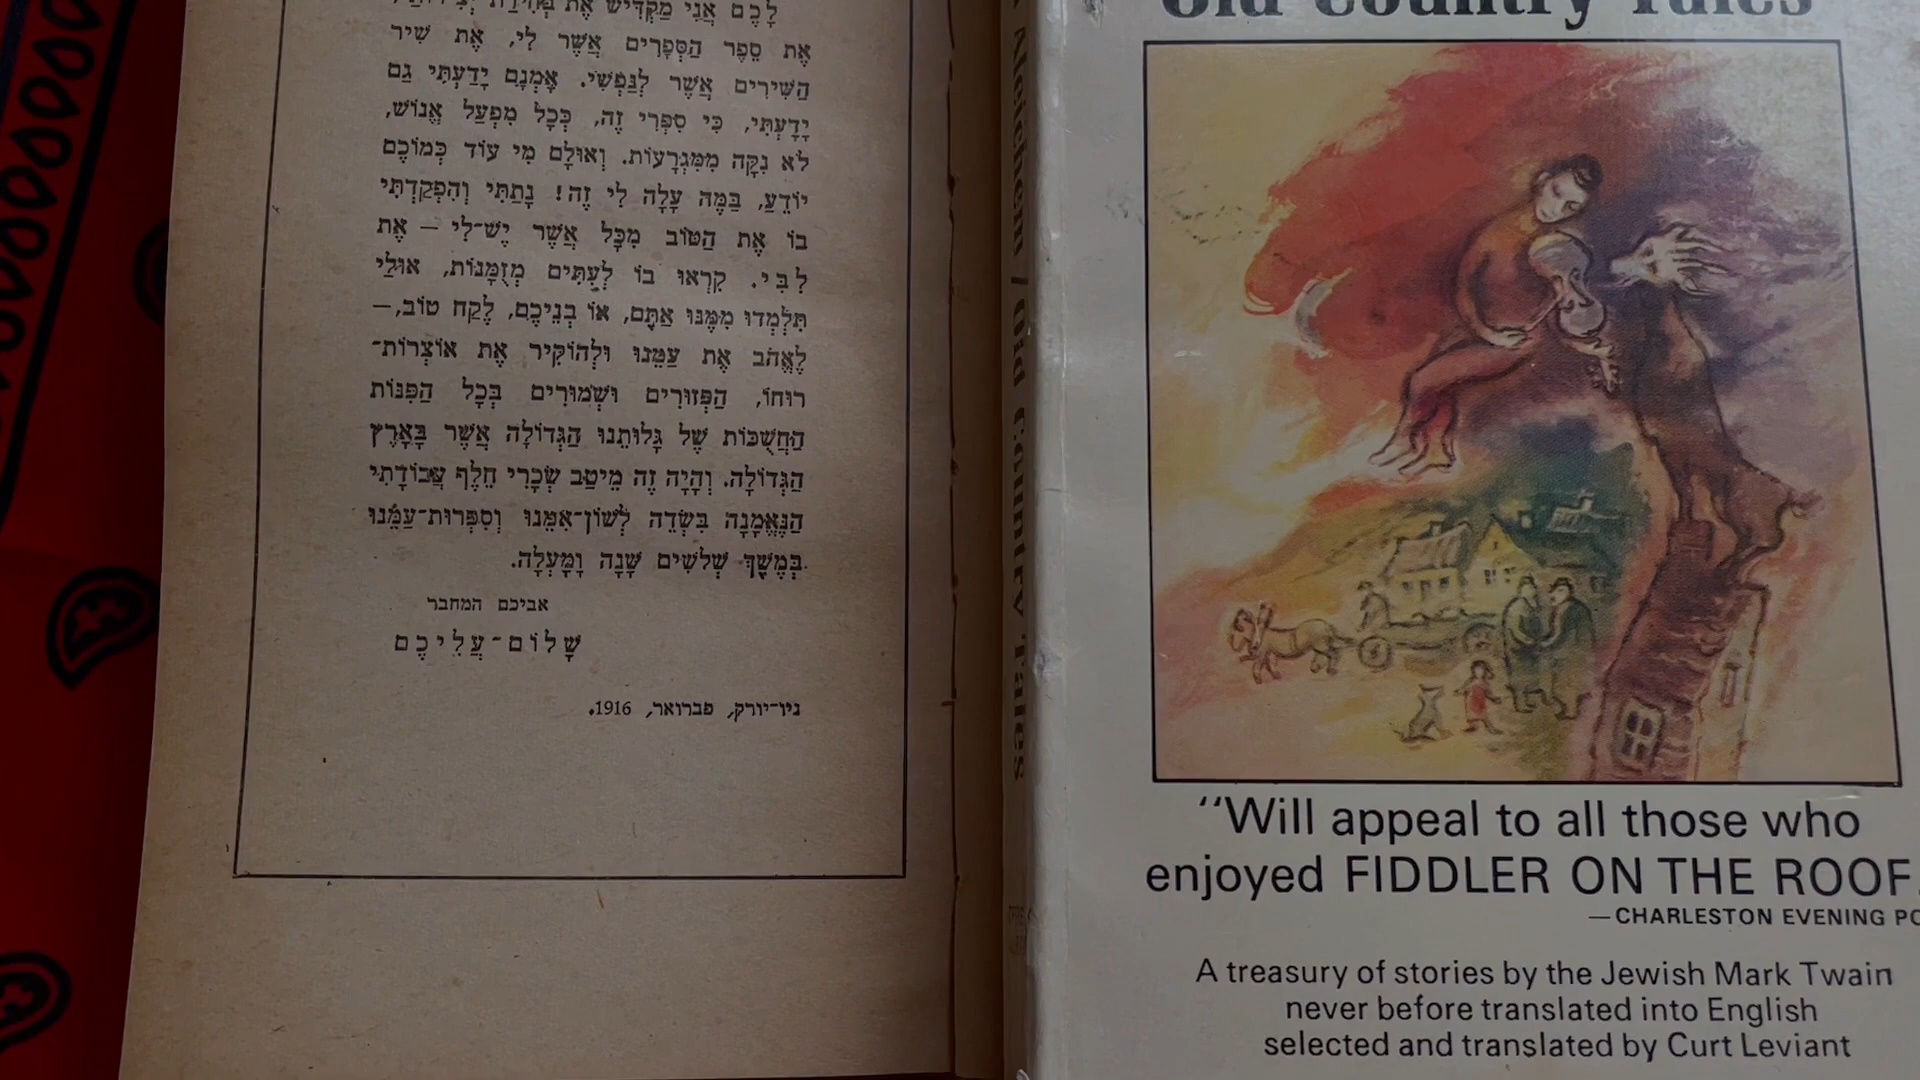 לָכֶם אֲנִי מַקְדִּישׁ אֶת
אֶת סֵפֶר הַסְּפָרִים אֲשֶׁר לִי, אֶת שִׁיר
הַשִּׁירִים אֲשֶׁר לְנַפְשִׁי. אָמְנָם יָדַעְתִּי גַם
יָדָעְתִּי, כִּי סִפְרִי זֶה, כְּכָל מִפְעַל אֱנוֹשׁ,
לֹא נִקָּה מִמִּגְרָעוֹת. וְאוּלָם מִי עוֹד כְּמוֹכֶם
יוֹדֵעַ, בַּמֶּה עָלָה לִי זֶה! נָתַתִּי וְהִפְקַדְתִּי
בוֹ אֶת הַטּוֹב מִכָּל אֲשֶׁר יֶשׁ־לִי – אֶת
לִבִּי. קִרְאוּ בוֹ לְעִתִּים מְזֻמָּנוֹת, אוּלַי
תִּלְמְדוּ מִמֶּנּוּ אַתֶּם, אוֹ בְנֵיכֶם, לֶקַח טוֹב, –
לֶאֱהֹב אֶת עַמֵּנוּ וּלְהוֹקִיר אֶת אוֹצְרוֹת־
רוּחוֹ, הַפְּזוּרִים וּשְׁמוּרִים בְּכָל הַפִּנּוֹת
הַחֲשֻׁכּוֹת שֶׁל גָּלוּתֵנוּ הַגְּדוֹלָה אֲשֶׁר בָּאָרֶץ
הַגְּדוֹלָה. וְהָיָה זֶה מֵיטַב שְׂכָרִי חֵלֶף עֲבוֹדָתִי
הַנֶּאֱמָנָה בִּשְׂדֵה לְשׁוֹן־אִמֵּנוּ וְסִפְרוּת־עַמֵּנוּ
בְּמֶשֶׁךְ שְׁלֹשִׁים שָׁנָה וָמָעְלָה.
אביכם המחבר
שָׁלוֹם־עֲלֵיכֶם
ניו־יורק, פברואר, 1916.
Aleichem / Old Country Tales
Old Country Tales
"Will appeal to all those who
enjoyed FIDDLER ON THE ROOF.
—CHARLESTON EVENING PO
A treasury of stories by the Jewish Mark Twain
never before translated into English
selected and translated by Curt Leviant